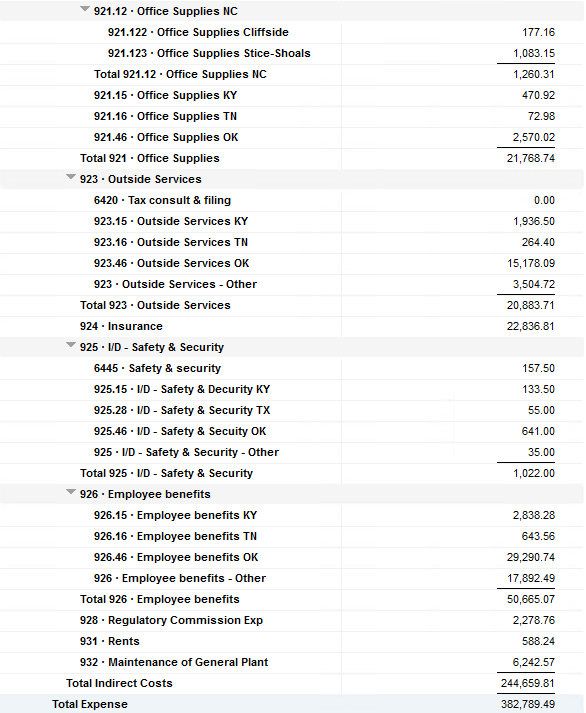 921.12 · Office Supplies NC
921.122 · Office Supplies Cliffside 177.16
921.123 · Office Supplies Stice-Shoals 1,083.15
Total 921.12 · Office Supplies NC 1,260.31
921.15 · Office Supplies KY 470.92
921.16 · Office Supplies TN 72.98
921.46 · Office Supplies OK 2,570.02
Total 921 · Office Supplies 21,768.74
923 · Outside Services
6420 · Tax consult & filing 0.00
923.15 · Outside Services KY 1,936.50
923.16 · Outside Services TN 264.40
923.46 · Outside Services OK 15,178.09
923 · Outside Services - Other 3,504.72
Total 923 · Outside Services 20,883.71
924 · Insurance 22,836.81
925 · I/D - Safety & Security
6445 · Safety & security 157.50
925.15 · I/D - Safety & Decurity KY 133.50
925.28 · I/D - Safety & Security TX 55.00
925.46 · I/D - Safety & Secuity OK 641.00
925 · I/D - Safety & Security - Other 35.00
Total 925 · I/D - Safety & Security 1,022.00
926 · Employee benefits
926.15 · Employee benefits KY 2,838.28
926.16 · Employee benefits TN 643.56
926.46 · Employee benefits OK 29,290.74
926 · Employee benefits - Other 17,892.49
Total 926 · Employee benefits 50,665.07
928 · Regulatory Commission Exp 2,278.76
931 · Rents 588.24
932 · Maintenance of General Plant 6,242.57
Total Indirect Costs 244,659.81
Total Expense 382,789.49